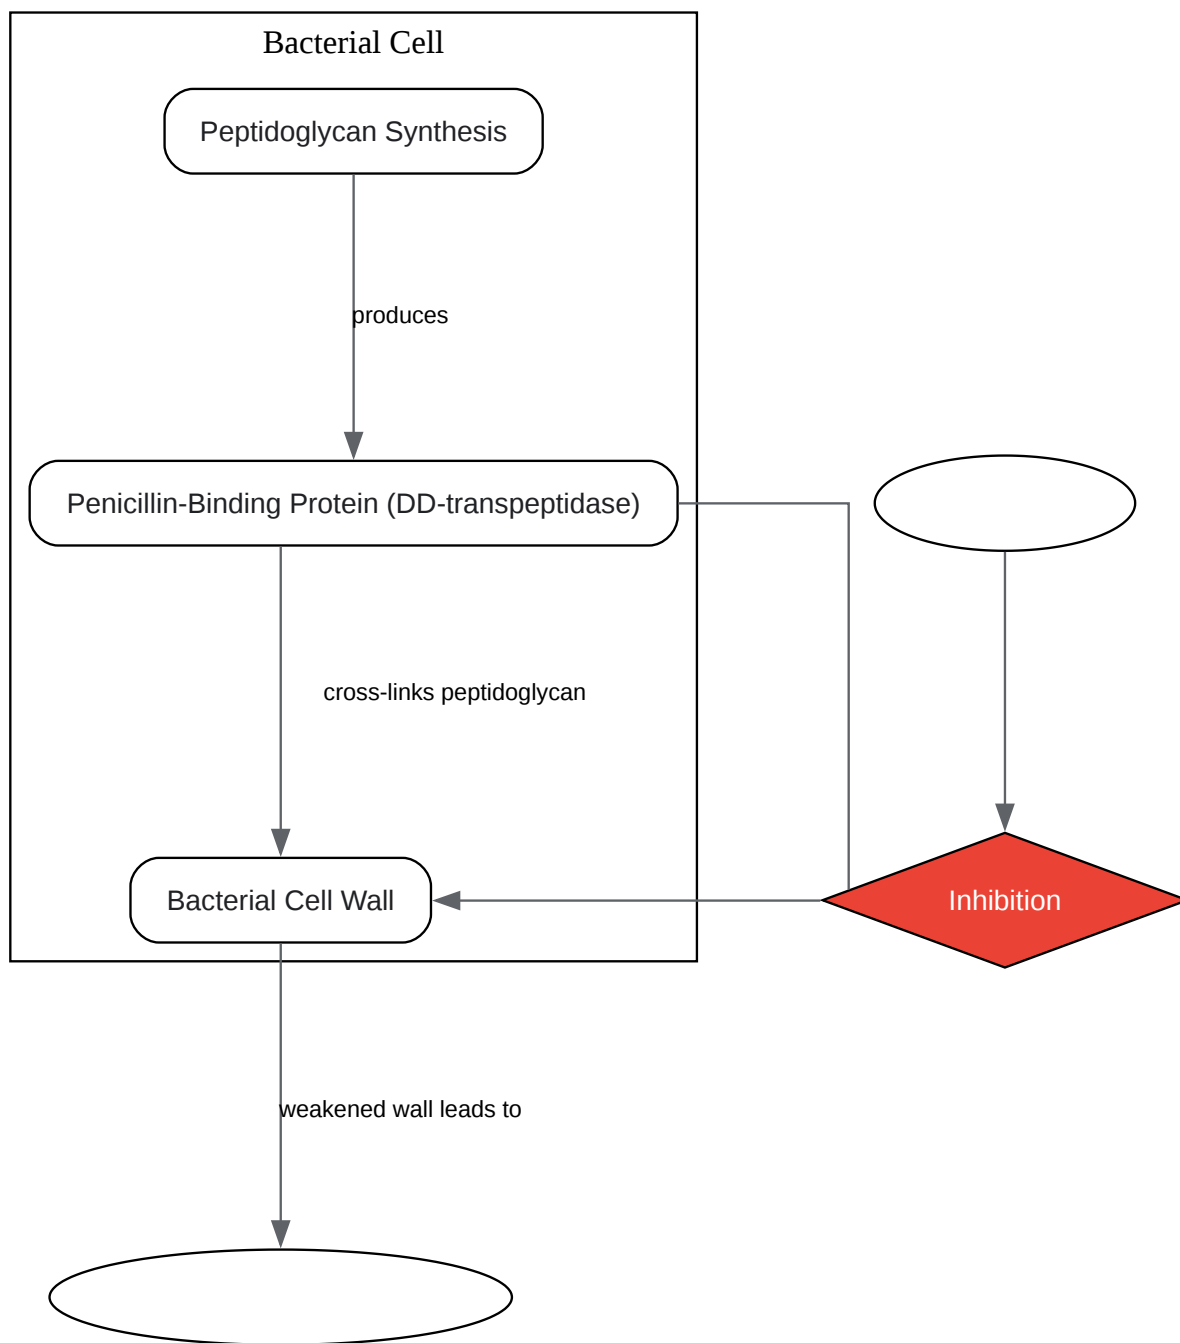 Bacterial Cell
Peptidoglycan Synthesis
produces
Penicillin-Binding Protein (DD-transpeptidase)
cross-links peptidoglycan
Bacterial Cell Wall
Inhibition
weakened wall leads to